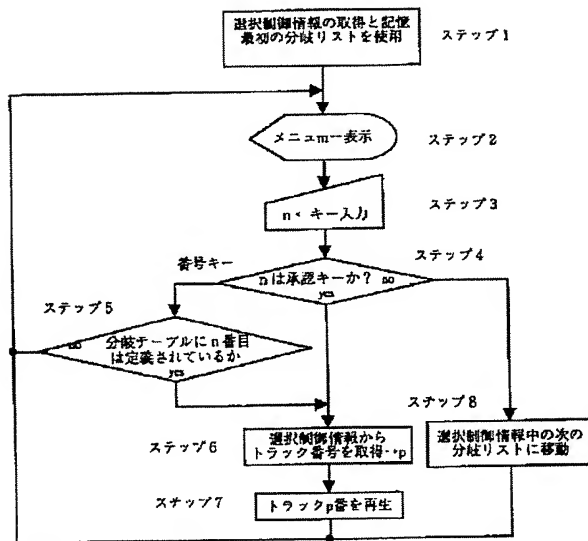 選択制御情報の取得と記憶
最初の分岐リストを使用
ステップ1
メニュmー表示
ステップ2
n < キー入力
ステップ3
番号キー
ステップ4
nは承認キーか?
no
yes
ステップ5
no
分岐テーブルにn番目
は定義されているか
yes
ステップ6
選択制御情報から
トラック番号を取得→p
ステップ8
選択制御情報中の次の
分岐リストに移動
ステップ7
トラックp番を再生